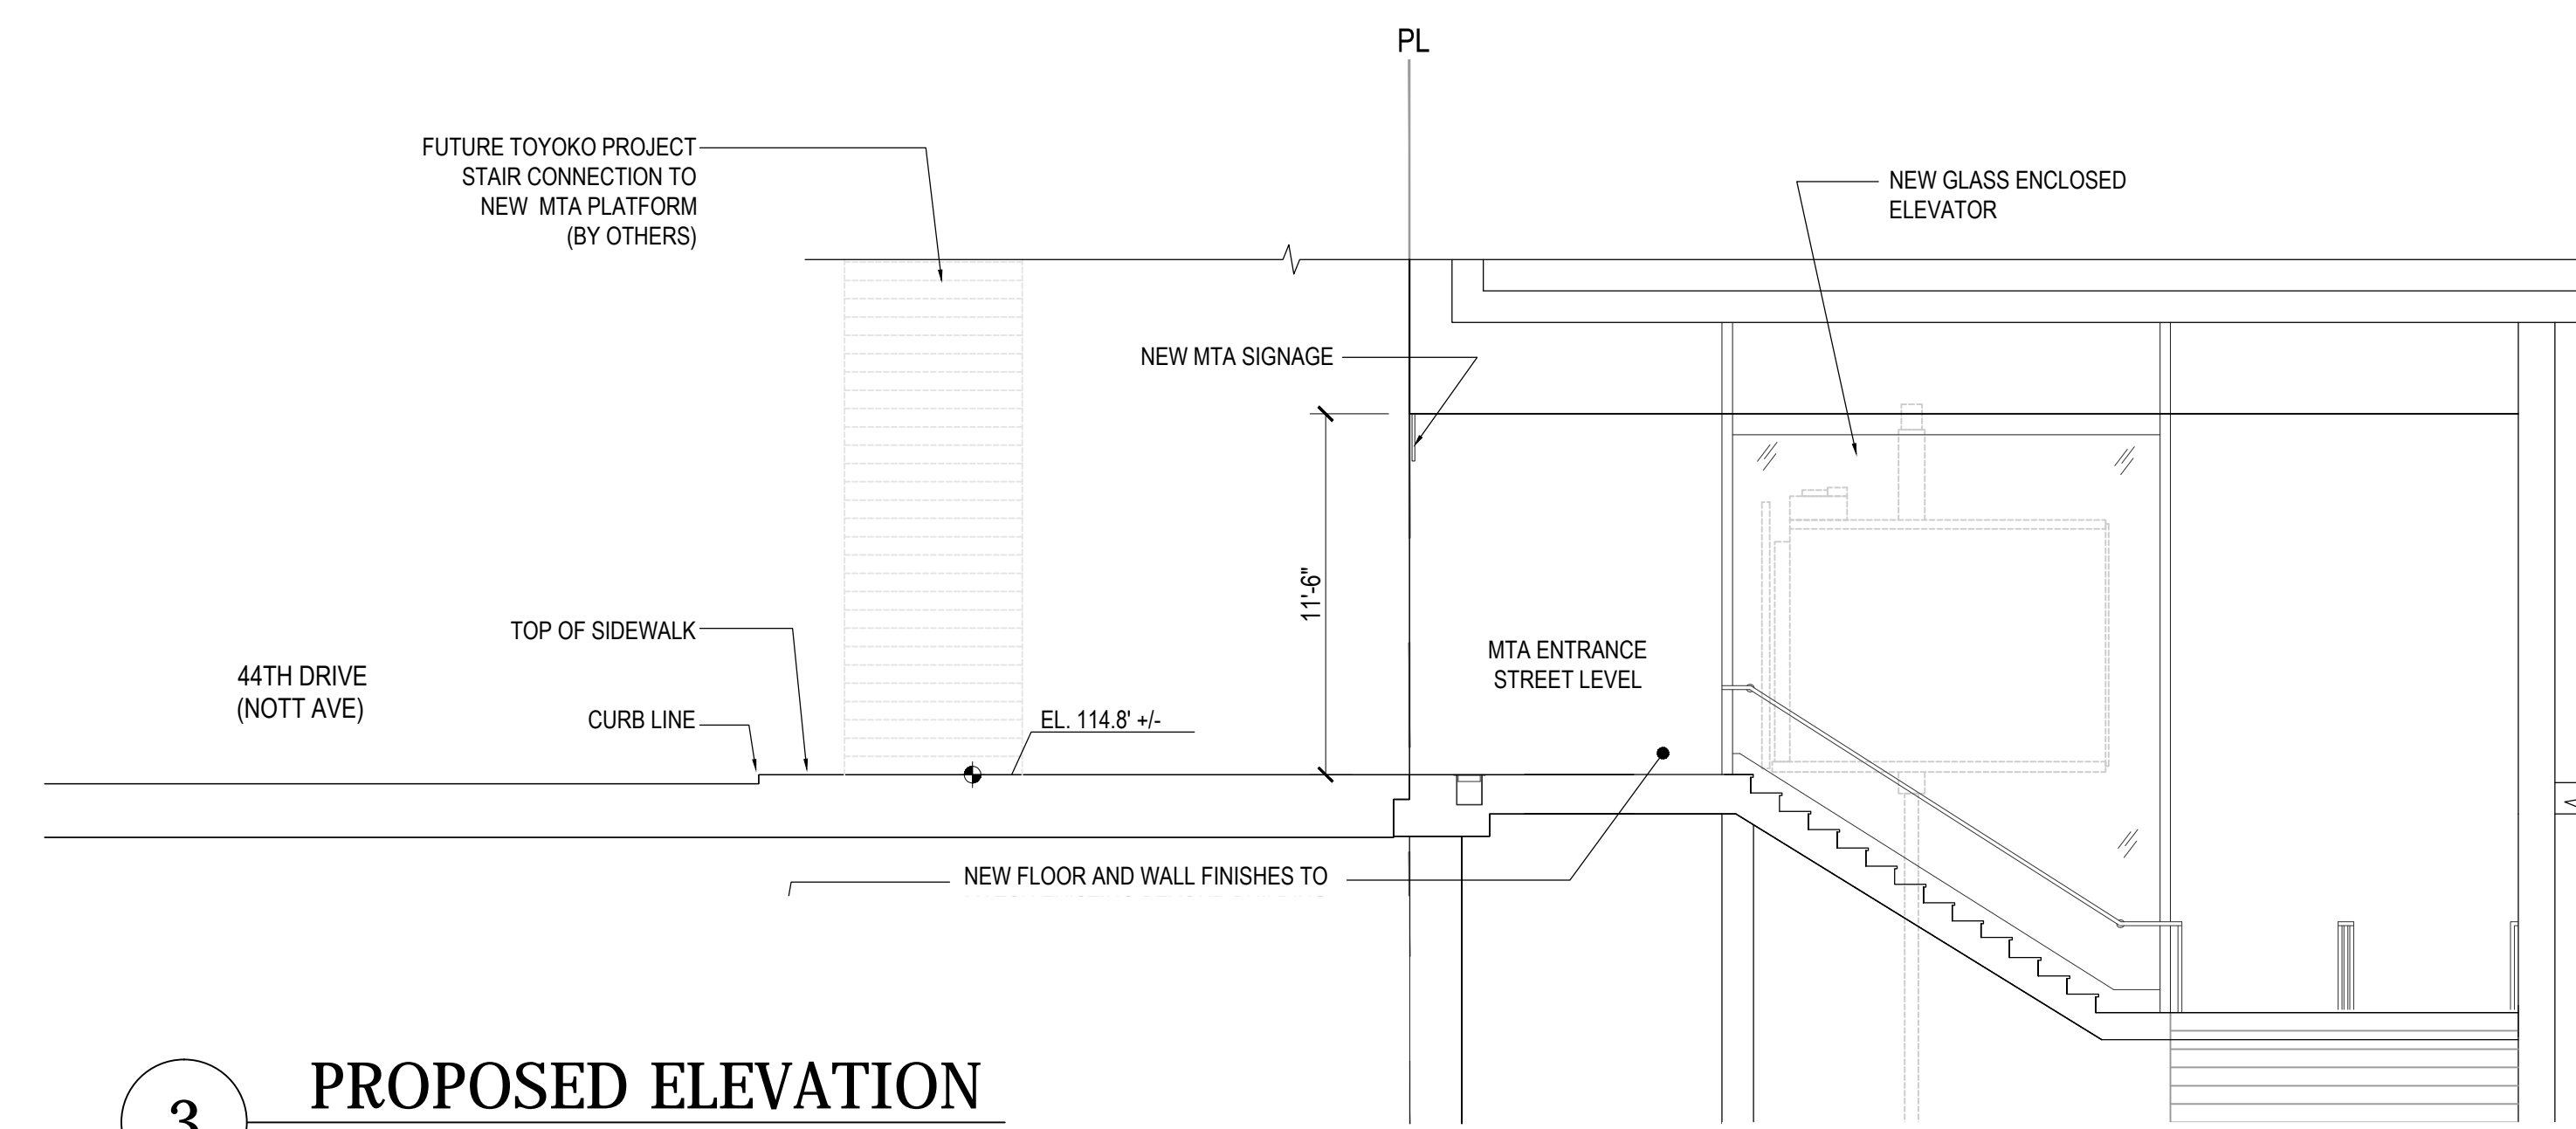 PL
FUTURE TOYOKO PROJECT
STAIR CONNECTION TO
NEW MTA PLATFORM
(BY OTHERS)
NEW GLASS ENCLOSED
ELEVATOR
NEW MTA SIGNAGE
11'-6"
TOP OF SIDEWALK
MTA ENTRANCE
STREET LEVEL
44TH DRIVE
(NOTT AVE)
CURB LINE
EL. 114.8' +/-
NEW FLOOR AND WALL FINISHES TO
3
PROPOSED ELEVATION